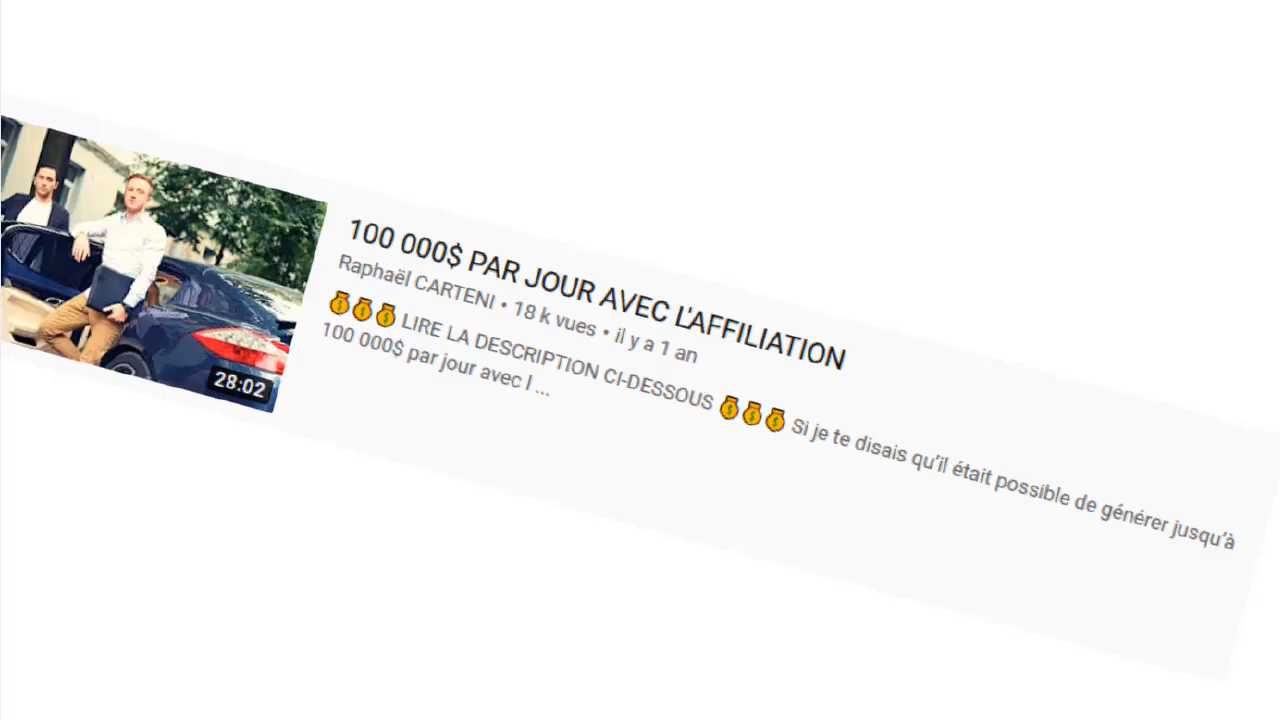 100 000$ PAR JOUR AVEC L'AFFILIATION
Raphaël CARTENI • 18 k vues • il y a 1 an
💰💰💰 LIRE LA DESCRIPTION CI-DESSOUS 💰💰💰 Si je te disais qu'il était possible de générer jusqu'à
100 000$ par jour avec l ...
28:02